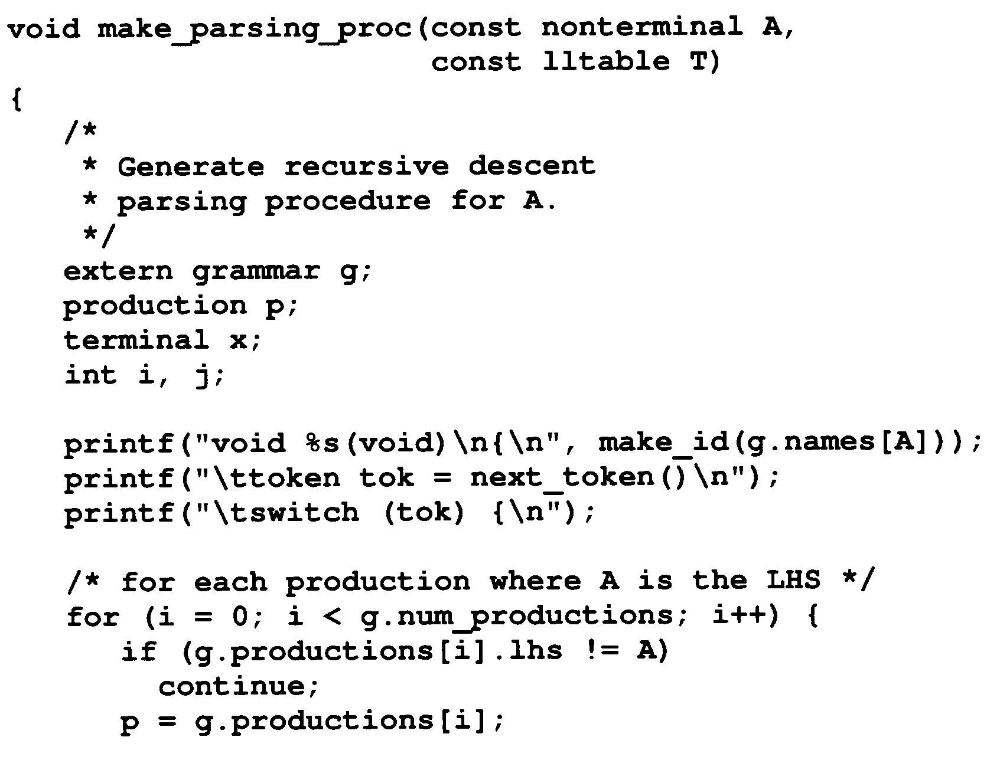 void make_parsing_proc(const nonterminal A,
                       const lltable T)
{
   /*
    * Generate recursive descent
    * parsing procedure for A.
    */
   extern grammar g;
   production p;
   terminal x;
   int i, j;

   printf("void %s(void)\n{\n", make_id(g.names[A]));
   printf("\ttoken tok = next_token()\n");
   printf("\tswitch (tok) {\n");

   /* for each production where A is the LHS */
   for (i = 0; i < g.num_productions; i++) {
      if (g.productions[i].lhs != A)
        continue;
      p = g.productions[i];